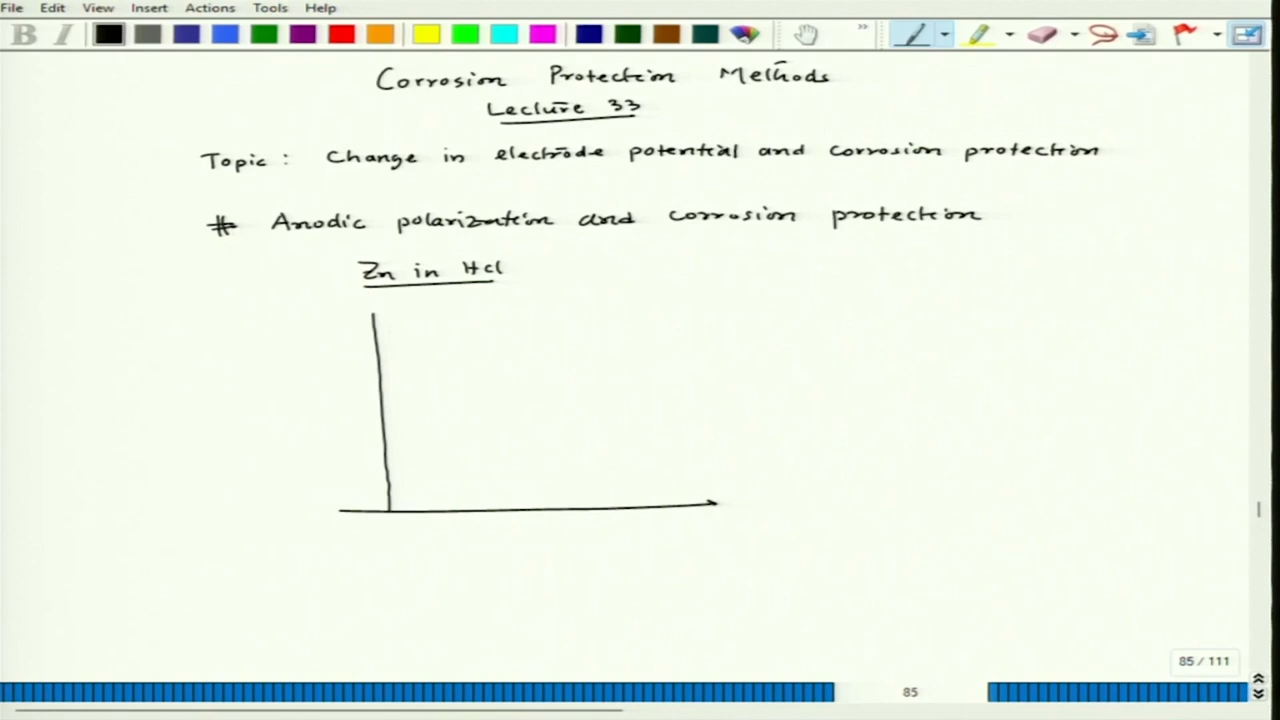 File Edit View Insert Actions Tools Help
B I
Corrosion Protection Methods
Lecture 33
Topic : Change in electrode potential and corrosion protection
# Anodic polarization and corrosion protection
Zn in Hcl
85 / 111
85